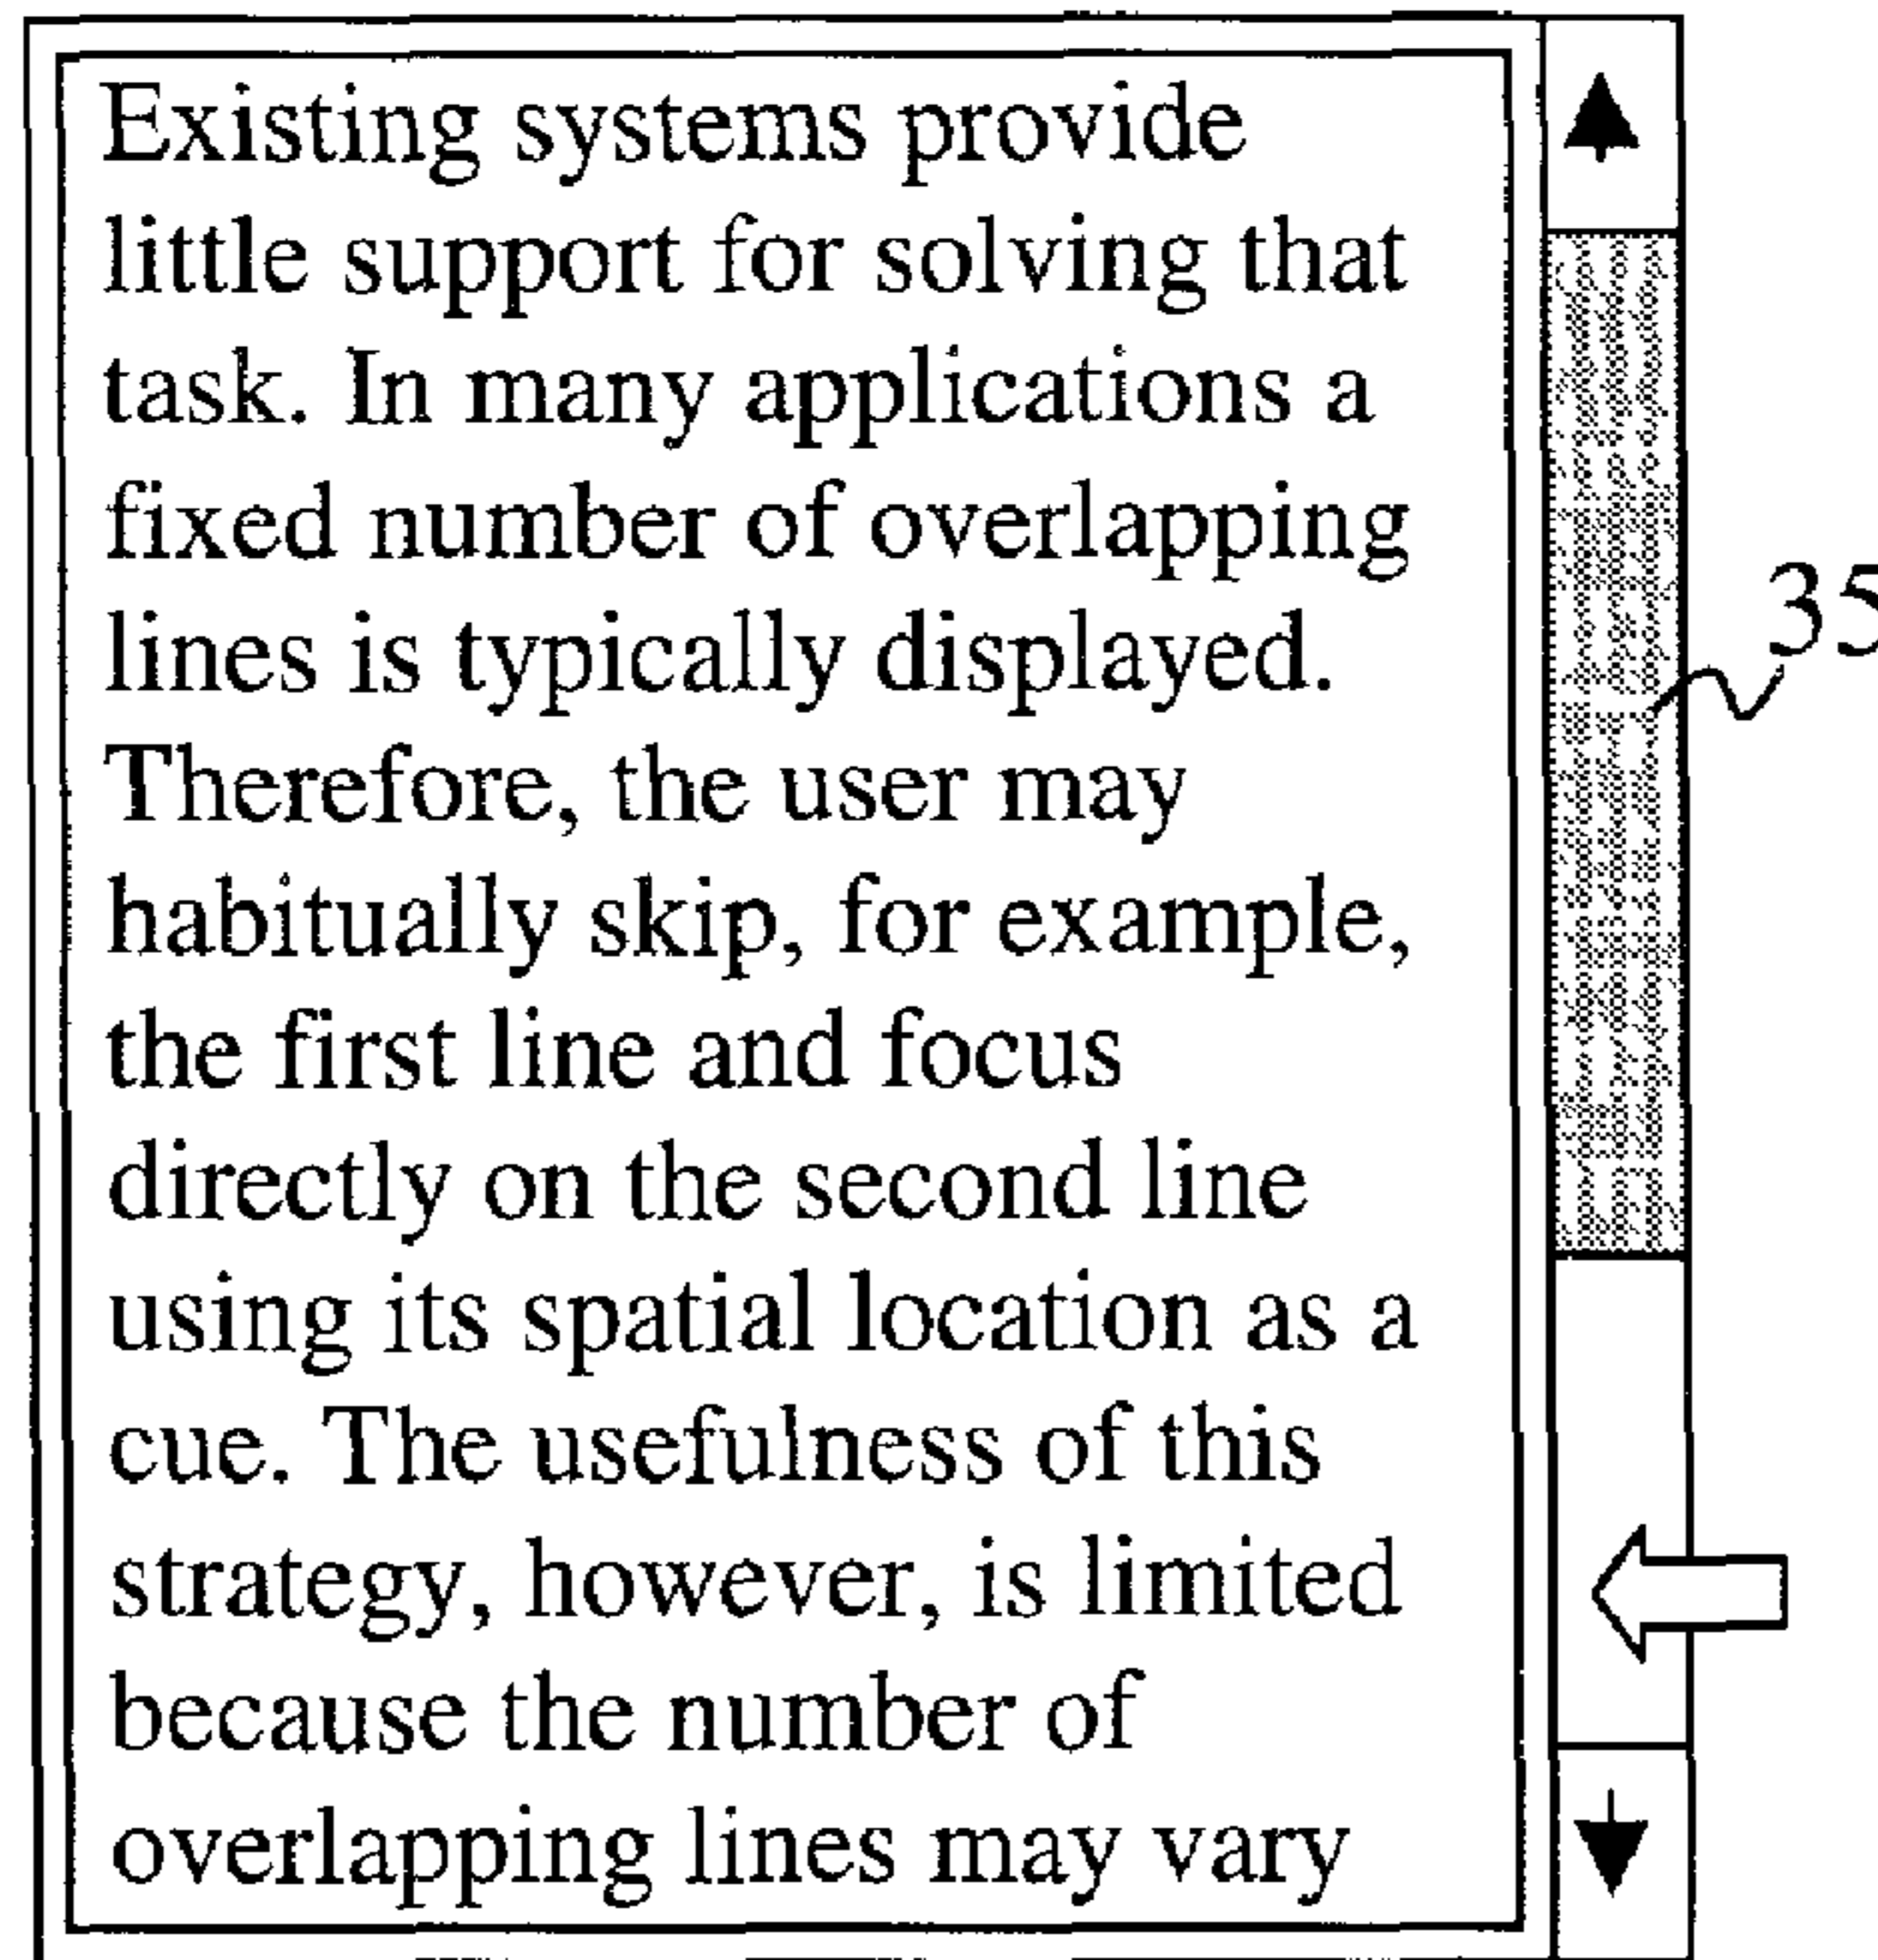 Existing systems provide
little support for solving that
task. In many applications a
fixed number of overlapping
lines is typically displayed.
Therefore, the user may
habitually skip, for example,
the first line and focus
directly on the second line
using its spatial location as a
cue. The usefulness of this
strategy, however, is limited
because the number of
overlapping lines may vary
35